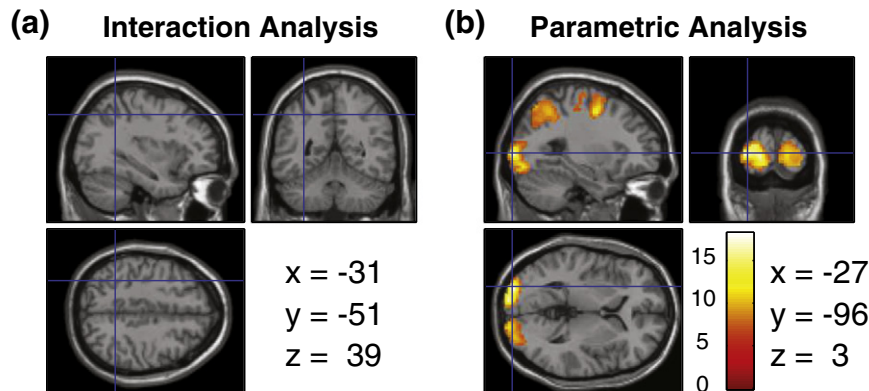 (a) Interaction Analysis
x = -31
y = -51
z = 39
(b) Parametric Analysis
15
10
5
0
x = -27
y = -96
z = 3